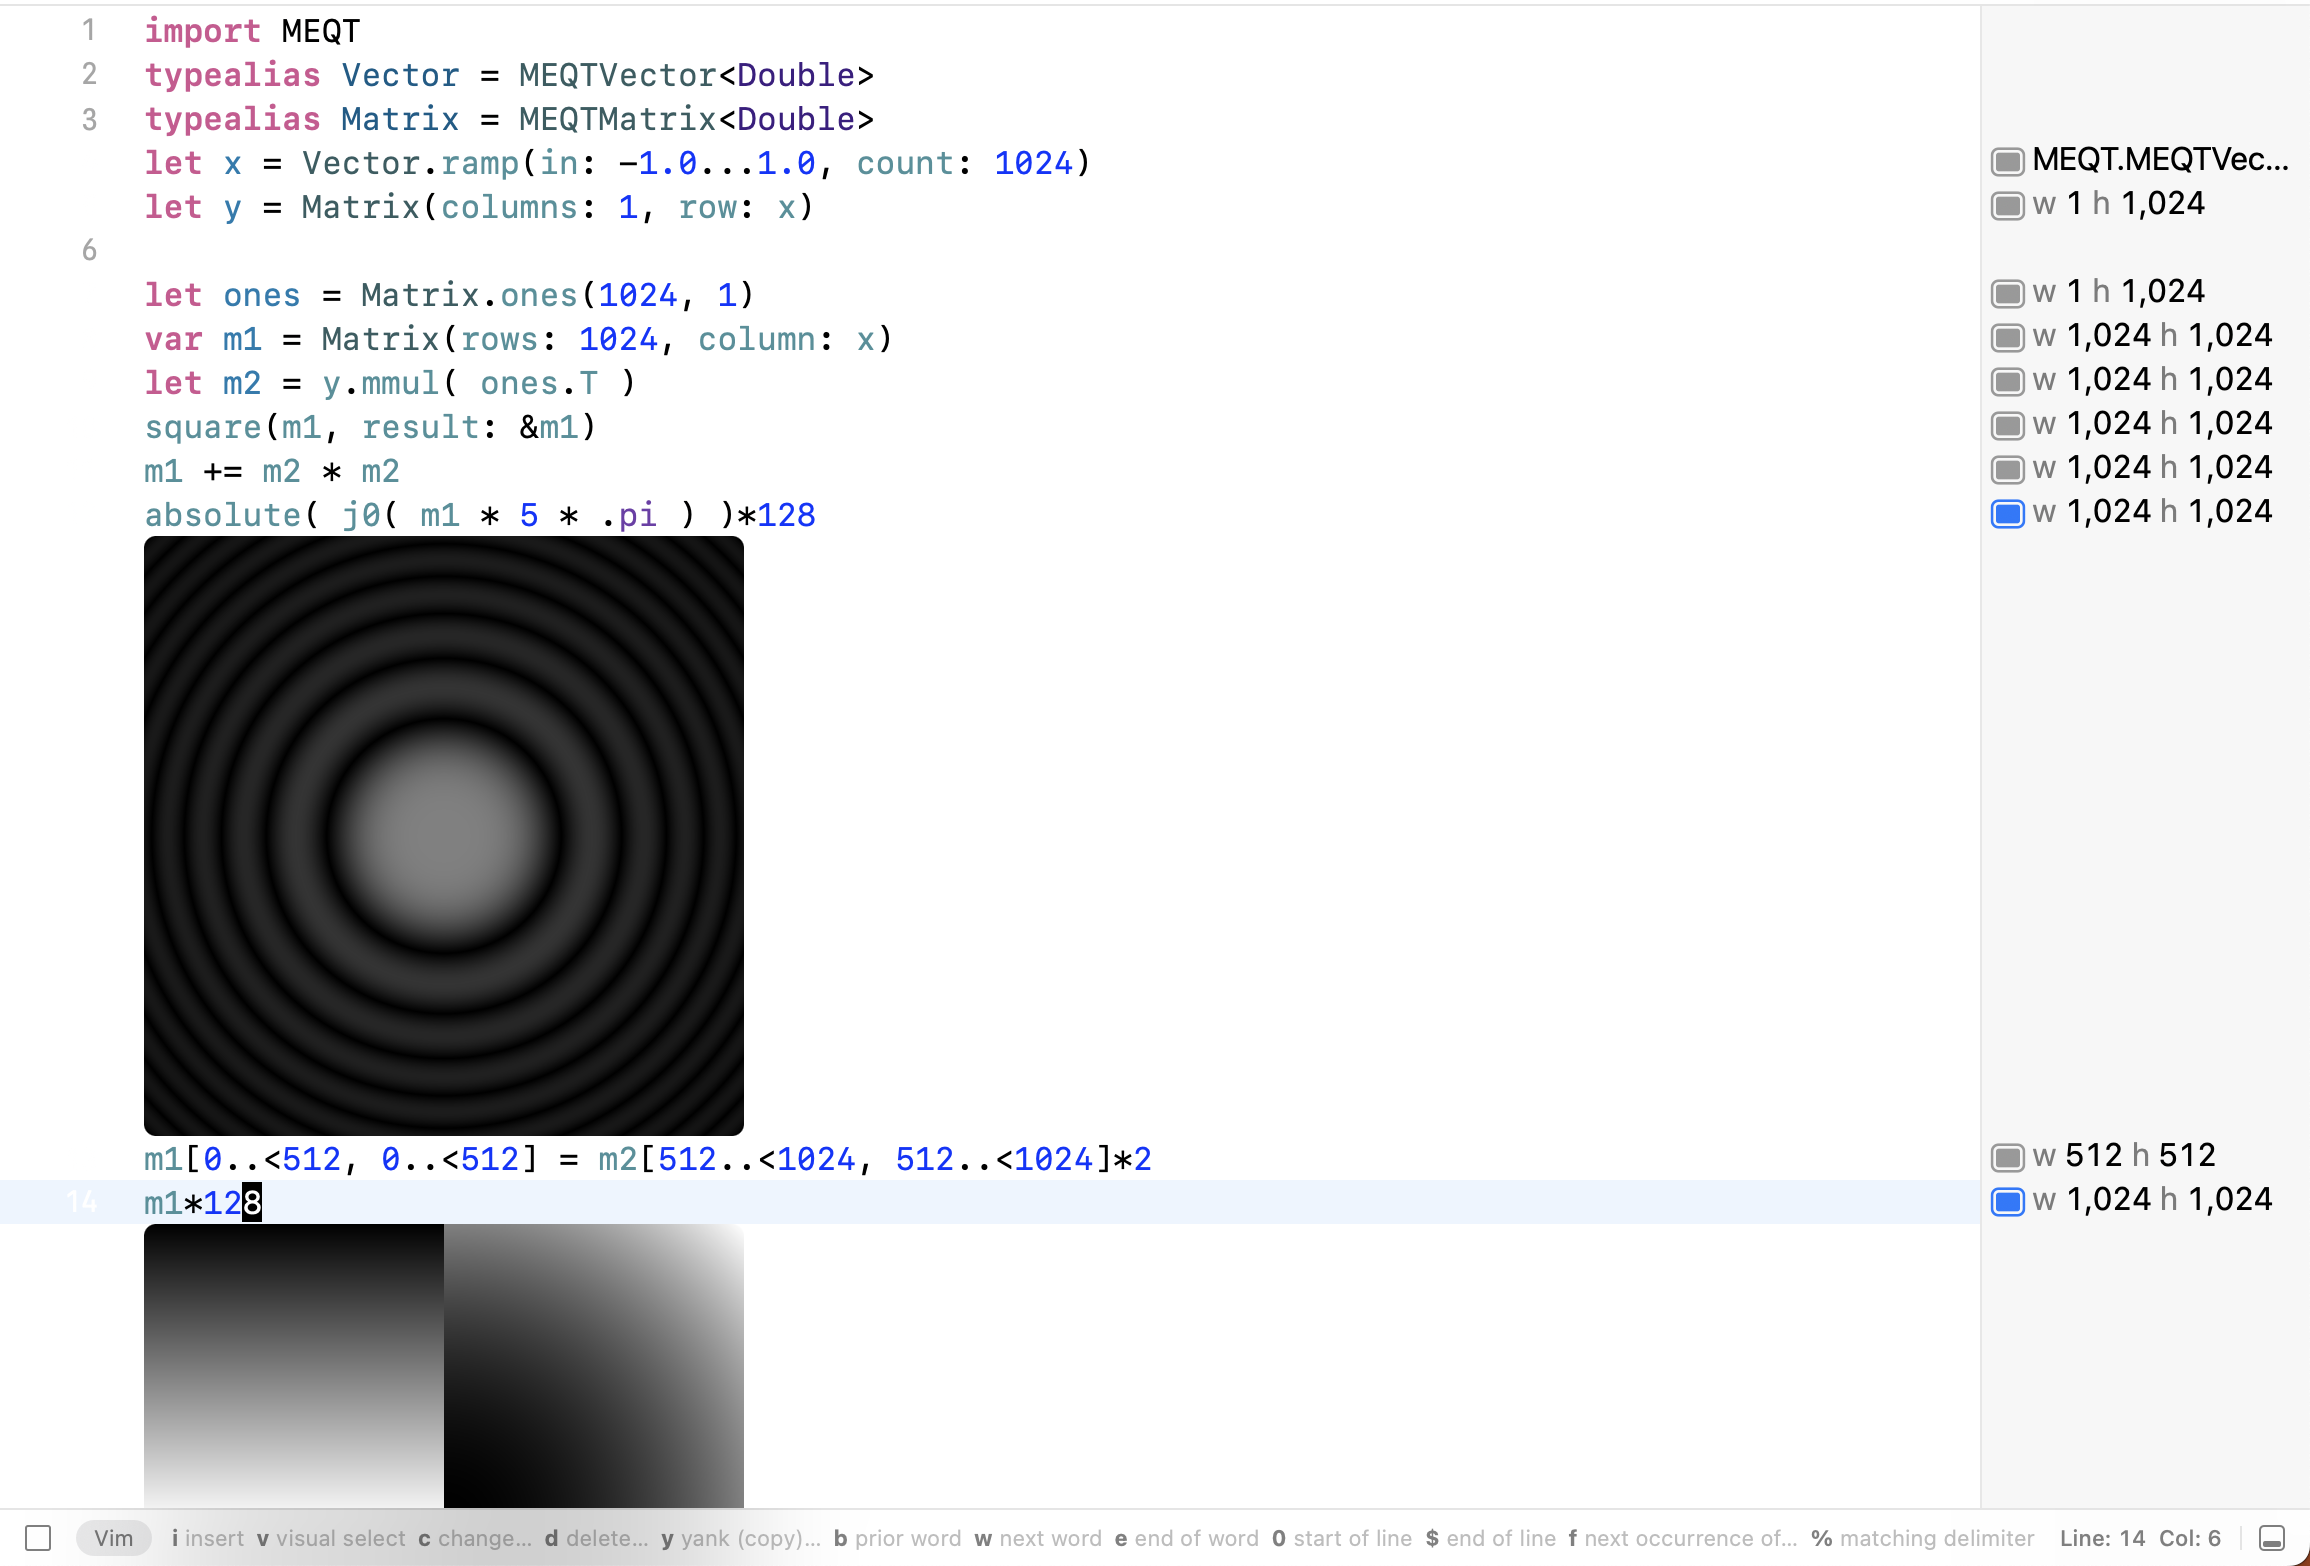 1 import MEQT
2 typealias Vector = MEQTVector<Double>
3 typealias Matrix = MEQTMatrix<Double>
let x = Vector.ramp(in: -1.0...1.0, count: 1024) MEQT.MEQTVec...
let y = Matrix(columns: 1, row: x) w 1 h 1,024
6
let ones = Matrix.ones(1024, 1) w 1 h 1,024
var m1 = Matrix(rows: 1024, column: x) w 1,024 h 1,024
let m2 = y.mmul( ones.T ) w 1,024 h 1,024
square(m1, result: &m1) w 1,024 h 1,024
m1 += m2 * m2 w 1,024 h 1,024
absolute( j0( m1 * 5 * .pi ) )*128 w 1,024 h 1,024
m1[0..<512, 0..<512] = m2[512..<1024, 512..<1024]*2 w 512 h 512
14 m1*128 w 1,024 h 1,024
Vim i insert v visual select c change... d delete... y yank (copy)... b prior word w next word e end of word 0 start of line $ end of line f next occurrence of... % matching delimiter Line: 14 Col: 6